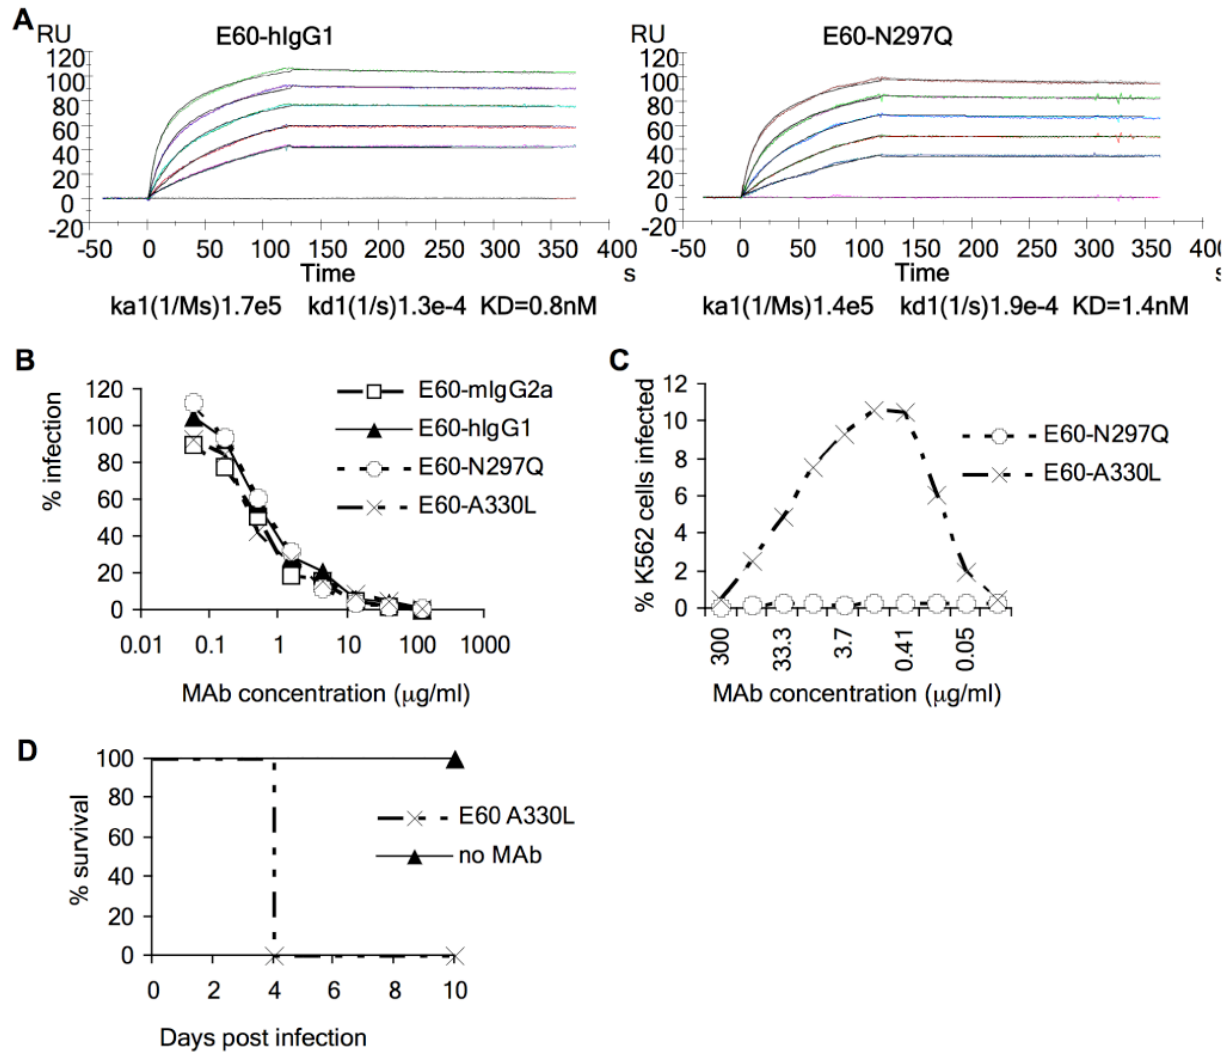 A
RU
E60-hIgG1
120
100
80
60
40
20
0
-20
-50 0 50 100 150 200 250 300 350 400
Time
s
ka1(1/Ms)1.7e5 kd1(1/s)1.3e-4 KD=0.8nM
RU
E60-N297Q
120
100
80
60
40
20
0
-20
-50 0 50 100 150 200 250 300 350 400
Time
s
ka1(1/Ms)1.4e5 kd1(1/s)1.9e-4 KD=1.4nM
B
% infection
120
100
80
60
40
20
0
0.01 0.1 1 10 100 1000
MAb concentration (μg/ml)
E60-mIgG2a
E60-hIgG1
E60-N297Q
E60-A330L
C
% K562 cells infected
12
10
8
6
4
2
0
300 33.3 3.7 0.41 0.05
MAb concentration (μg/ml)
E60-N297Q
E60-A330L
D
% survival
100
80
60
40
20
0
0 2 4 6 8 10
Days post infection
E60 A330L
no MAb